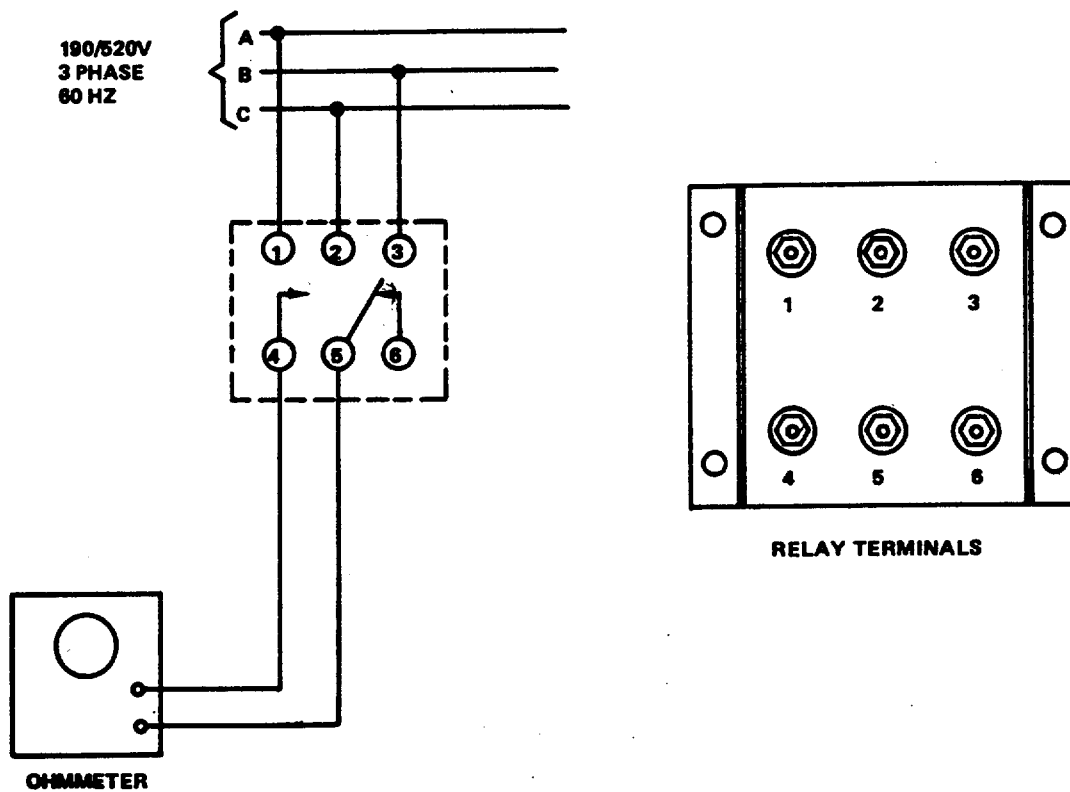 190/520V
3 PHASE
60 HZ
A
B
C
1 2 3
4 5 6
1 2 3
4 5 6
RELAY TERMINALS
OHMMETER